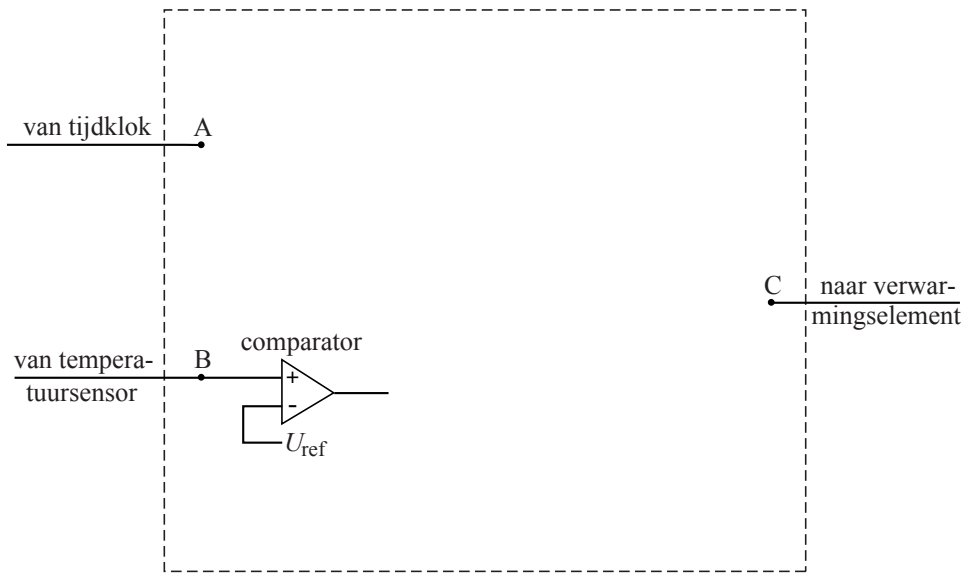 van tijdklok
A
C
naar verwar-
mingselement
comparator
van tempera-
tuursensor
B
+
-
Uref